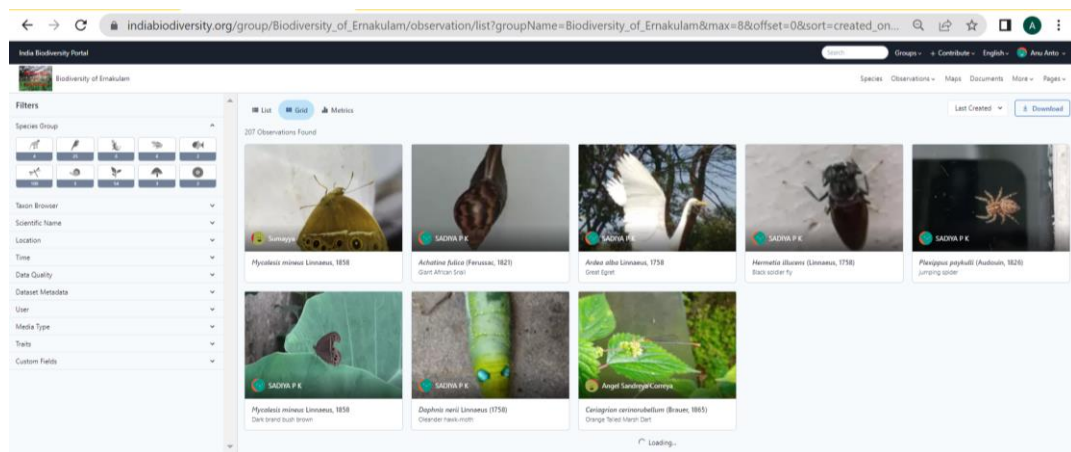 indiabiodiversity.org/group/Biodiversity_of_Ernakulam/observation/list?groupName=Biodiversity_of_Ernakulam&max=8&offset=0&sort=created_on...
A
India Biodiversity Portal
Search
Groups
+ Contribute
English
Anu Anto
Biodiversity of Ernakulam
Species Observations Maps Documents More Pages
Filters
Species Group
Taxon Browser
Scientific Name
Location
Time
Data Quality
Dataset Metadata
User
Media Type
Traits
Custom Fields
List Grid Metrics
Last Created
Download
207 Observations Found
Sumayya
Mycalesis mineus Linnaeus, 1858
SADIYA P K
Achatina fulica (Ferussac, 1821)
Giant African Snail
SADIYA P K
Ardea alba Linnaeus, 1758
Great Egret
SADIYA P K
Hermetia illucens (Linnaeus, 1758)
Black soldier fly
SADIYA P K
Plexippus paykulli (Audouin, 1826)
jumping spider
SADIYA P K
Mycalesis mineus Linnaeus, 1858
Dark brand bush brown
SADIYA P K
Daphnis nerii Linnaeus (1758)
Oleander hawk-moth
Angel Sandreya Correya
Ceriagrion cerinorubellum (Brauer, 1865)
Orange Tailed Marsh Dart
Loading...